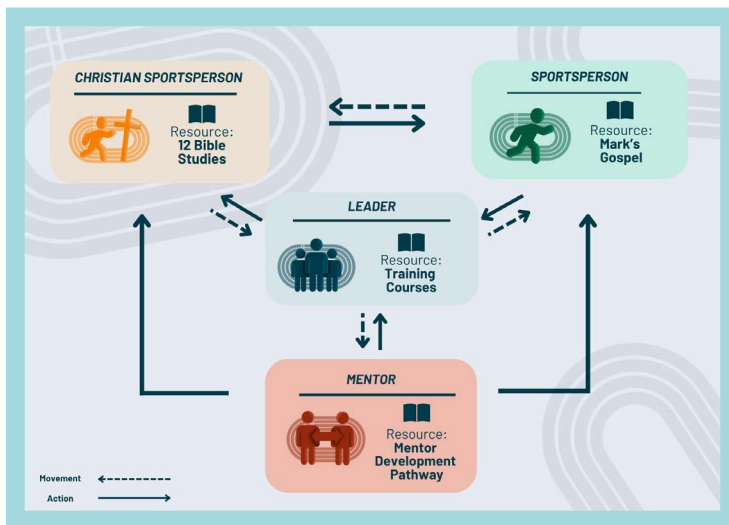 CHRISTIAN SPORTSPERSON
Resource:
12 Bible
Studies
SPORTSPERSON
Resource:
Mark's
Gospel
LEADER
Resource:
Training
Courses
MENTOR
Resource:
Mentor
Development
Pathway
Movement
Action